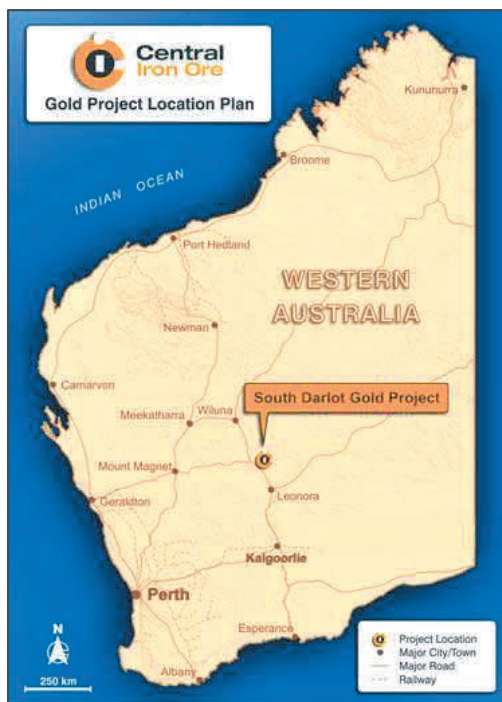 Central
Iron Ore
Gold Project Location Plan
Kununurra
Broome
INDIAN OCEAN
Port Hedland
WESTERN
AUSTRALIA
Newman
Carnarvon
South Darlot Gold Project
Wiluna
Meekatharra
Mount Magnet
Leonora
Geraldton
Kalgoorlie
Perth
Esperance
N
Albany
250 km
Project Location
Major City/Town
Major Road
Railway